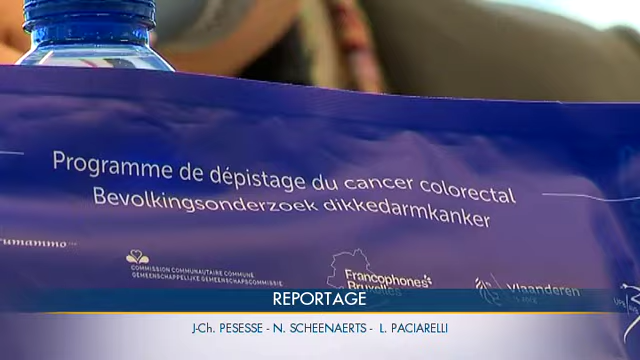 Programme de dépistage du cancer colorectal
Bevolkingsonderzoek dikkedarmkanker
COMMISSION COMMUNAUTAIRE COMMUNE
GEMEENSCHAPPELIJKE GEMEENSCHAPSCOMMISSIE
Francophones
Bruxelles
Vlaanderen
REPORTAGE
J-Ch. PESESSE - N. SCHEENAERTS - L. PACIARELLI